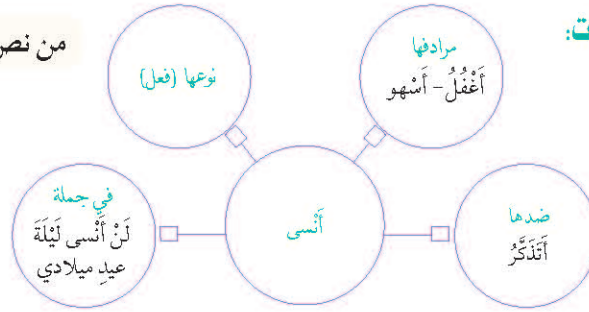 ت:
من نص
مرادفها
أَغْفُلُ - أَسْهو
نوعها (فعل)
أَنْسى
ضدها
أَتَذَكَّرُ
في جملة
لَنْ أَنْسى لَيْلَةَ
عيدِ ميلادي